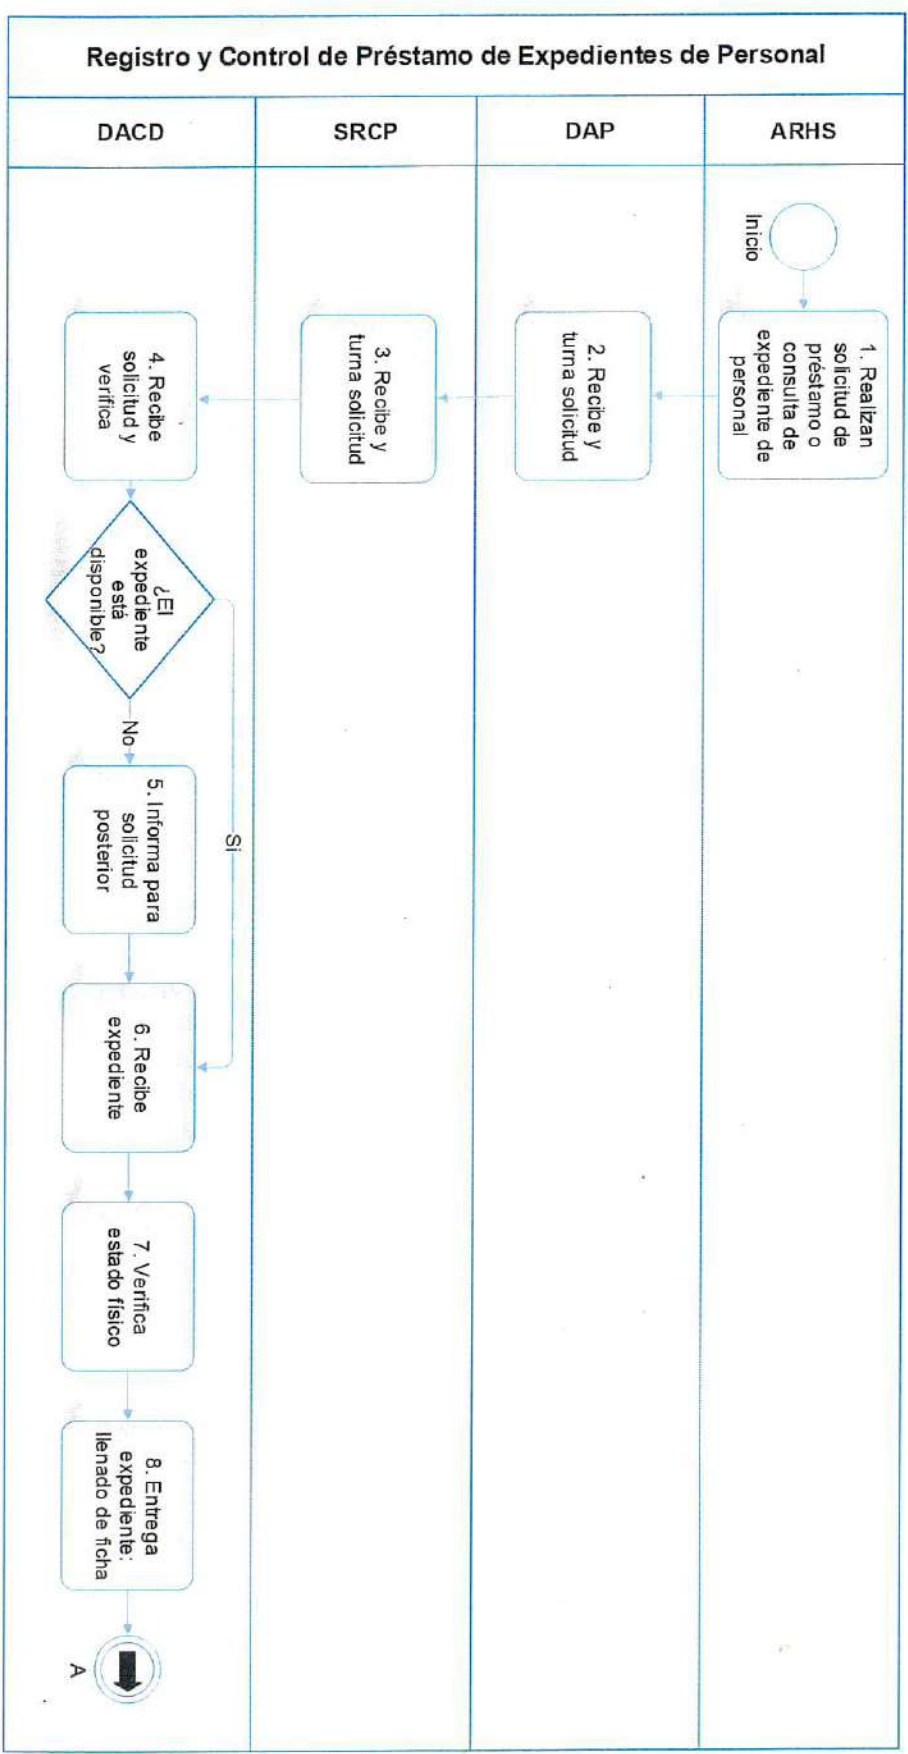 Registro y Control de Préstamo de Expedientes de Personal
DACD
SRCP
DAP
ARHS
Inicio
1. Realizan
solicitud de
préstamo o
consulta de
expediente de
personal
2. Recibe y
turna solicitud
3. Recibe y
turna solicitud
4. Recibe
solicitud y
verifica
¿El
expediente
está
disponible?
No
Si
5. Informa para
solicitud
posterior
6. Recibe
expediente
7. Verifica
estado físico
8. Entrega
expediente:
llenado de ficha
A